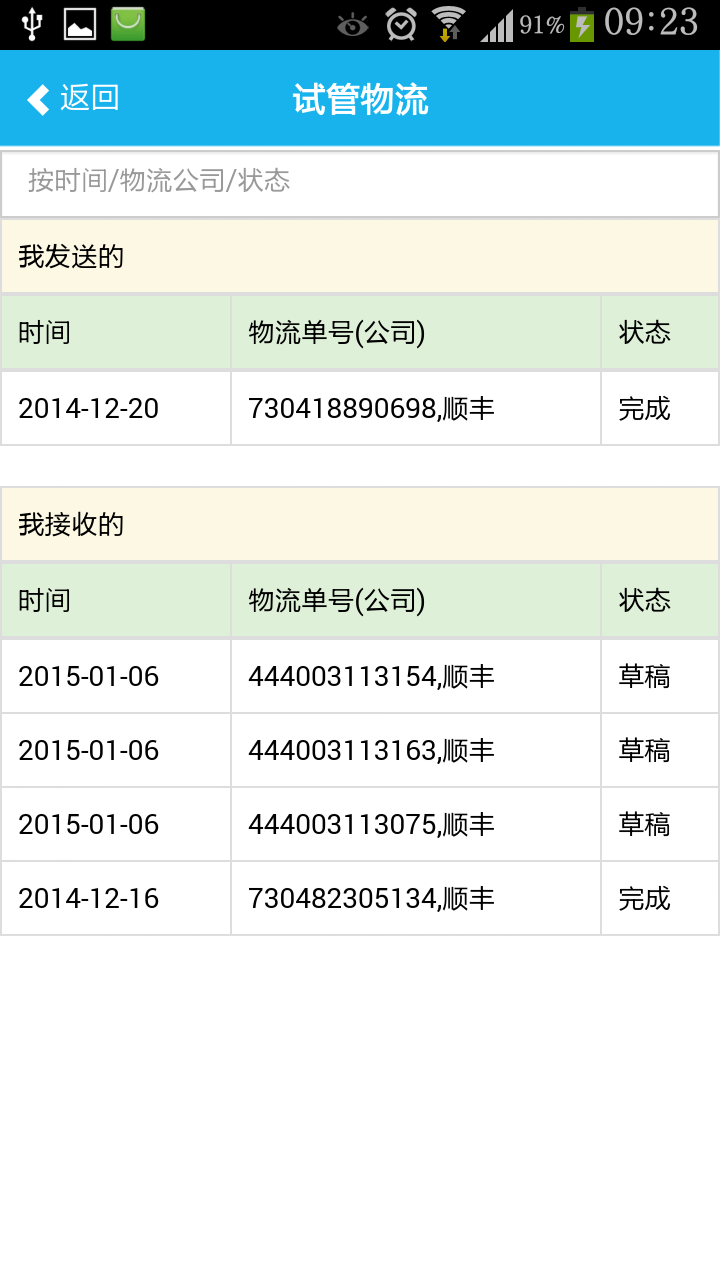 91% 09:23
返回 试管物流
按时间/物流公司/状态
我发送的
时间 物流单号(公司) 状态
2014-12-20 730418890698,顺丰 完成
我接收的
时间 物流单号(公司) 状态
2015-01-06 444003113154,顺丰 草稿
2015-01-06 444003113163,顺丰 草稿
2015-01-06 444003113075,顺丰 草稿
2014-12-16 730482305134,顺丰 完成